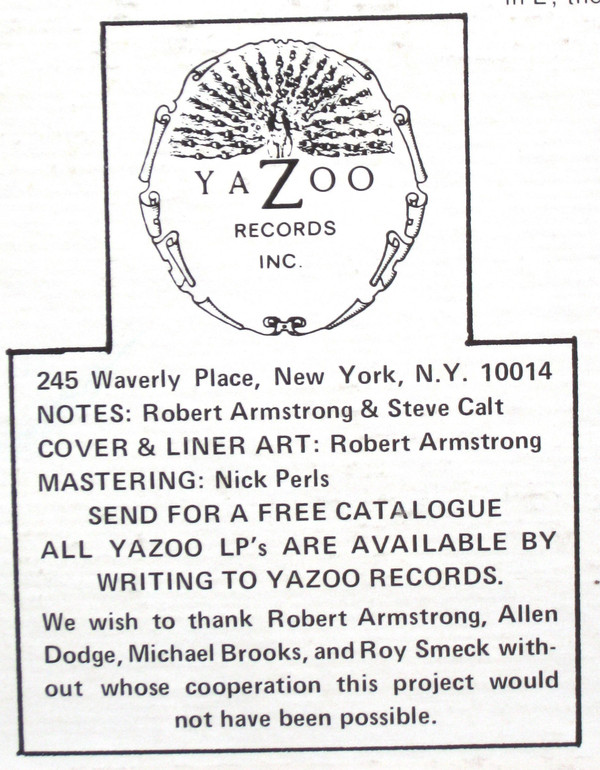 YAZOO
RECORDS
INC.
245 Waverly Place, New York, N.Y. 10014
NOTES: Robert Armstrong & Steve Calt
COVER & LINER ART: Robert Armstrong
MASTERING: Nick Perls
SEND FOR A FREE CATALOGUE
ALL YAZOO LP's ARE AVAILABLE BY
WRITING TO YAZOO RECORDS.
We wish to thank Robert Armstrong, Allen
Dodge, Michael Brooks, and Roy Smeck with-
out whose cooperation this project would
not have been possible.